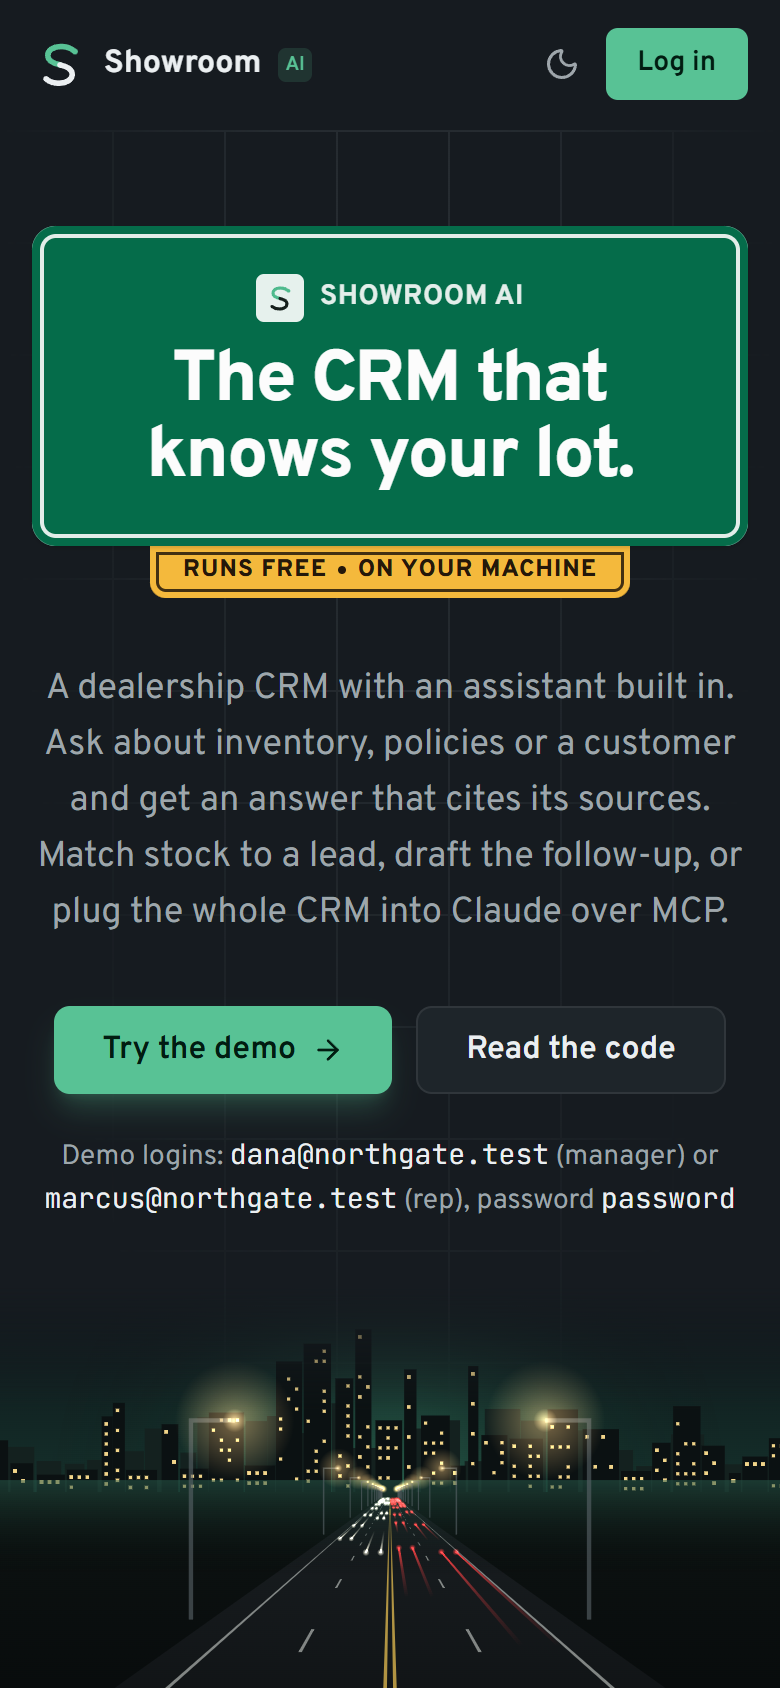 Showroom AI
Log in
SHOWROOM AI
The CRM that
knows your lot.
RUNS FREE • ON YOUR MACHINE
A dealership CRM with an assistant built in.
Ask about inventory, policies or a customer
and get an answer that cites its sources.
Match stock to a lead, draft the follow-up, or
plug the whole CRM into Claude over MCP.
Try the demo →
Read the code
Demo logins: dana@northgate.test (manager) or
marcus@northgate.test (rep), password password